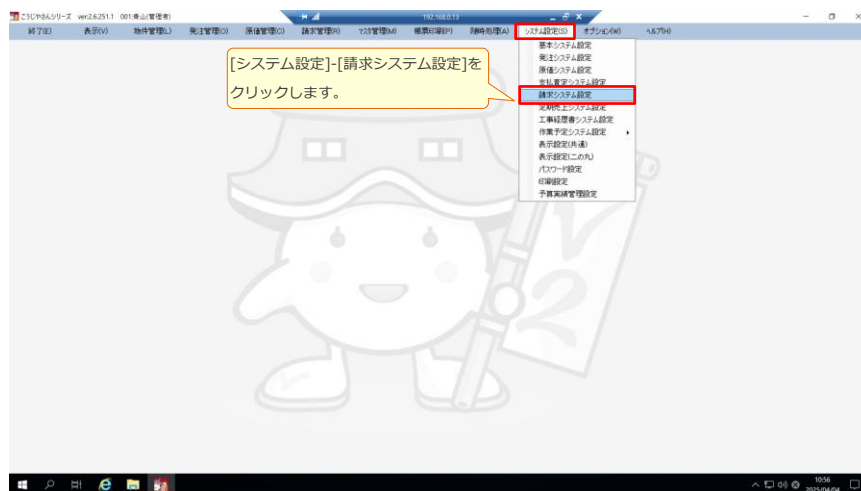 こうじやさんシリーズ ver.2.6.251.1 001:青山(管理者)
192.168.0.13
終了(E) 表示(V) 物件管理(L) 発注管理(O) 原価管理(C) 請求管理(R) マスタ管理(M) 帳票印刷(P) 随時処理(A) システム設定(S) オプション(W) ヘルプ(H)
[システム設定]-[請求システム設定]を
クリックします。
基本システム設定
発注システム設定
原価システム設定
支払査定システム設定
請求システム設定
定期売上システム設定
工事経歴書システム設定
作業予定システム設定
表示設定(共通)
表示設定(二の丸)
パスワード設定
印刷設定
予算実績管理設定
V2
10:56
2025/04/04